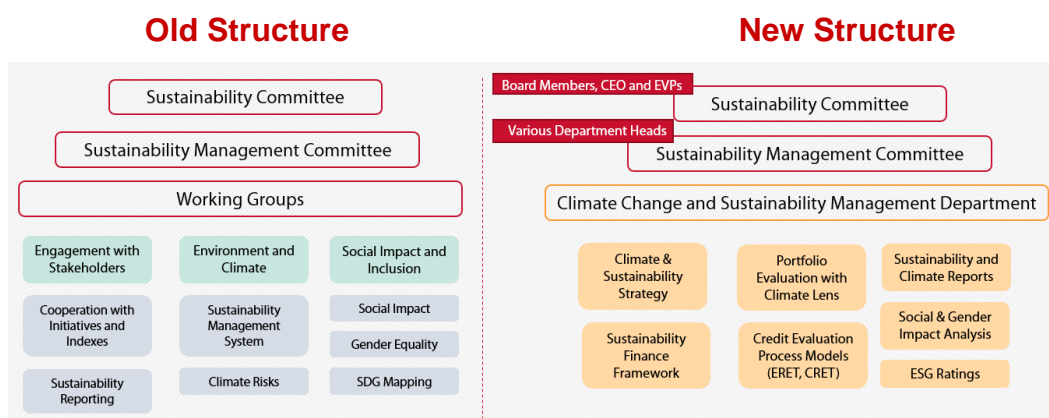 Old Structure
Sustainability Committee
Sustainability Management Committee
Working Groups
Engagement with
Stakeholders
Environment and
Climate
Social Impact and
Inclusion
Cooperation with
Initiatives and
Indexes
Sustainability
Management
System
Social Impact
Gender Equality
Sustainability
Reporting
Climate Risks
SDG Mapping
New Structure
Board Members, CEO and EVPs
Sustainability Committee
Various Department Heads
Sustainability Management Committee
Climate Change and Sustainability Management Department
Climate &
Sustainability
Strategy
Portfolio
Evaluation with
Climate Lens
Sustainability and
Climate Reports
Sustainability
Finance
Framework
Credit Evaluation
Process Models
(ERET, CRET)
Social & Gender
Impact Analysis
ESG Ratings